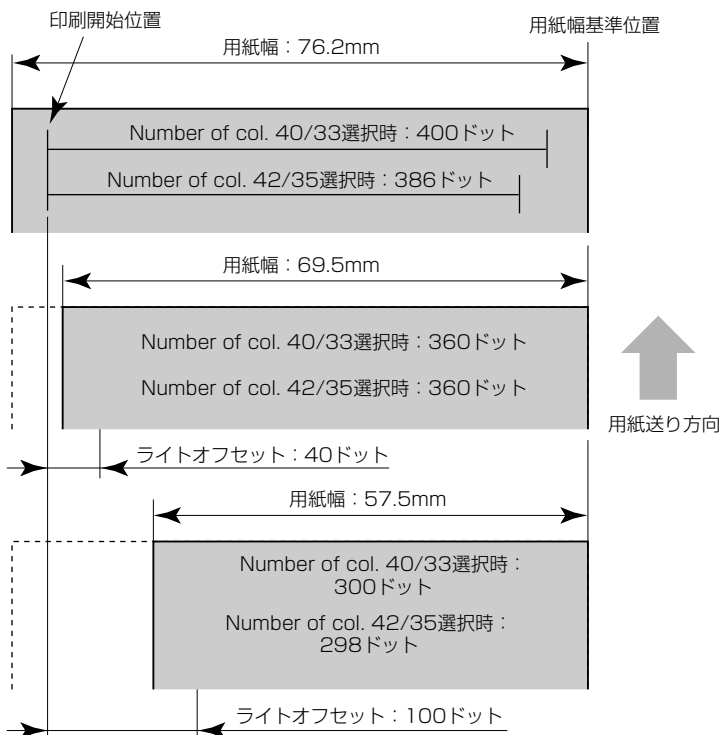 印刷開始位置
用紙幅基準位置
用紙幅：76.2mm
Number of col. 40/33選択時：400ドット
Number of col. 42/35選択時：386ドット
用紙幅：69.5mm
Number of col. 40/33選択時：360ドット
Number of col. 42/35選択時：360ドット
用紙送り方向
ライトオフセット：40ドット
用紙幅：57.5mm
Number of col. 40/33選択時：
300ドット
Number of col. 42/35選択時：
298ドット
ライトオフセット：100ドット